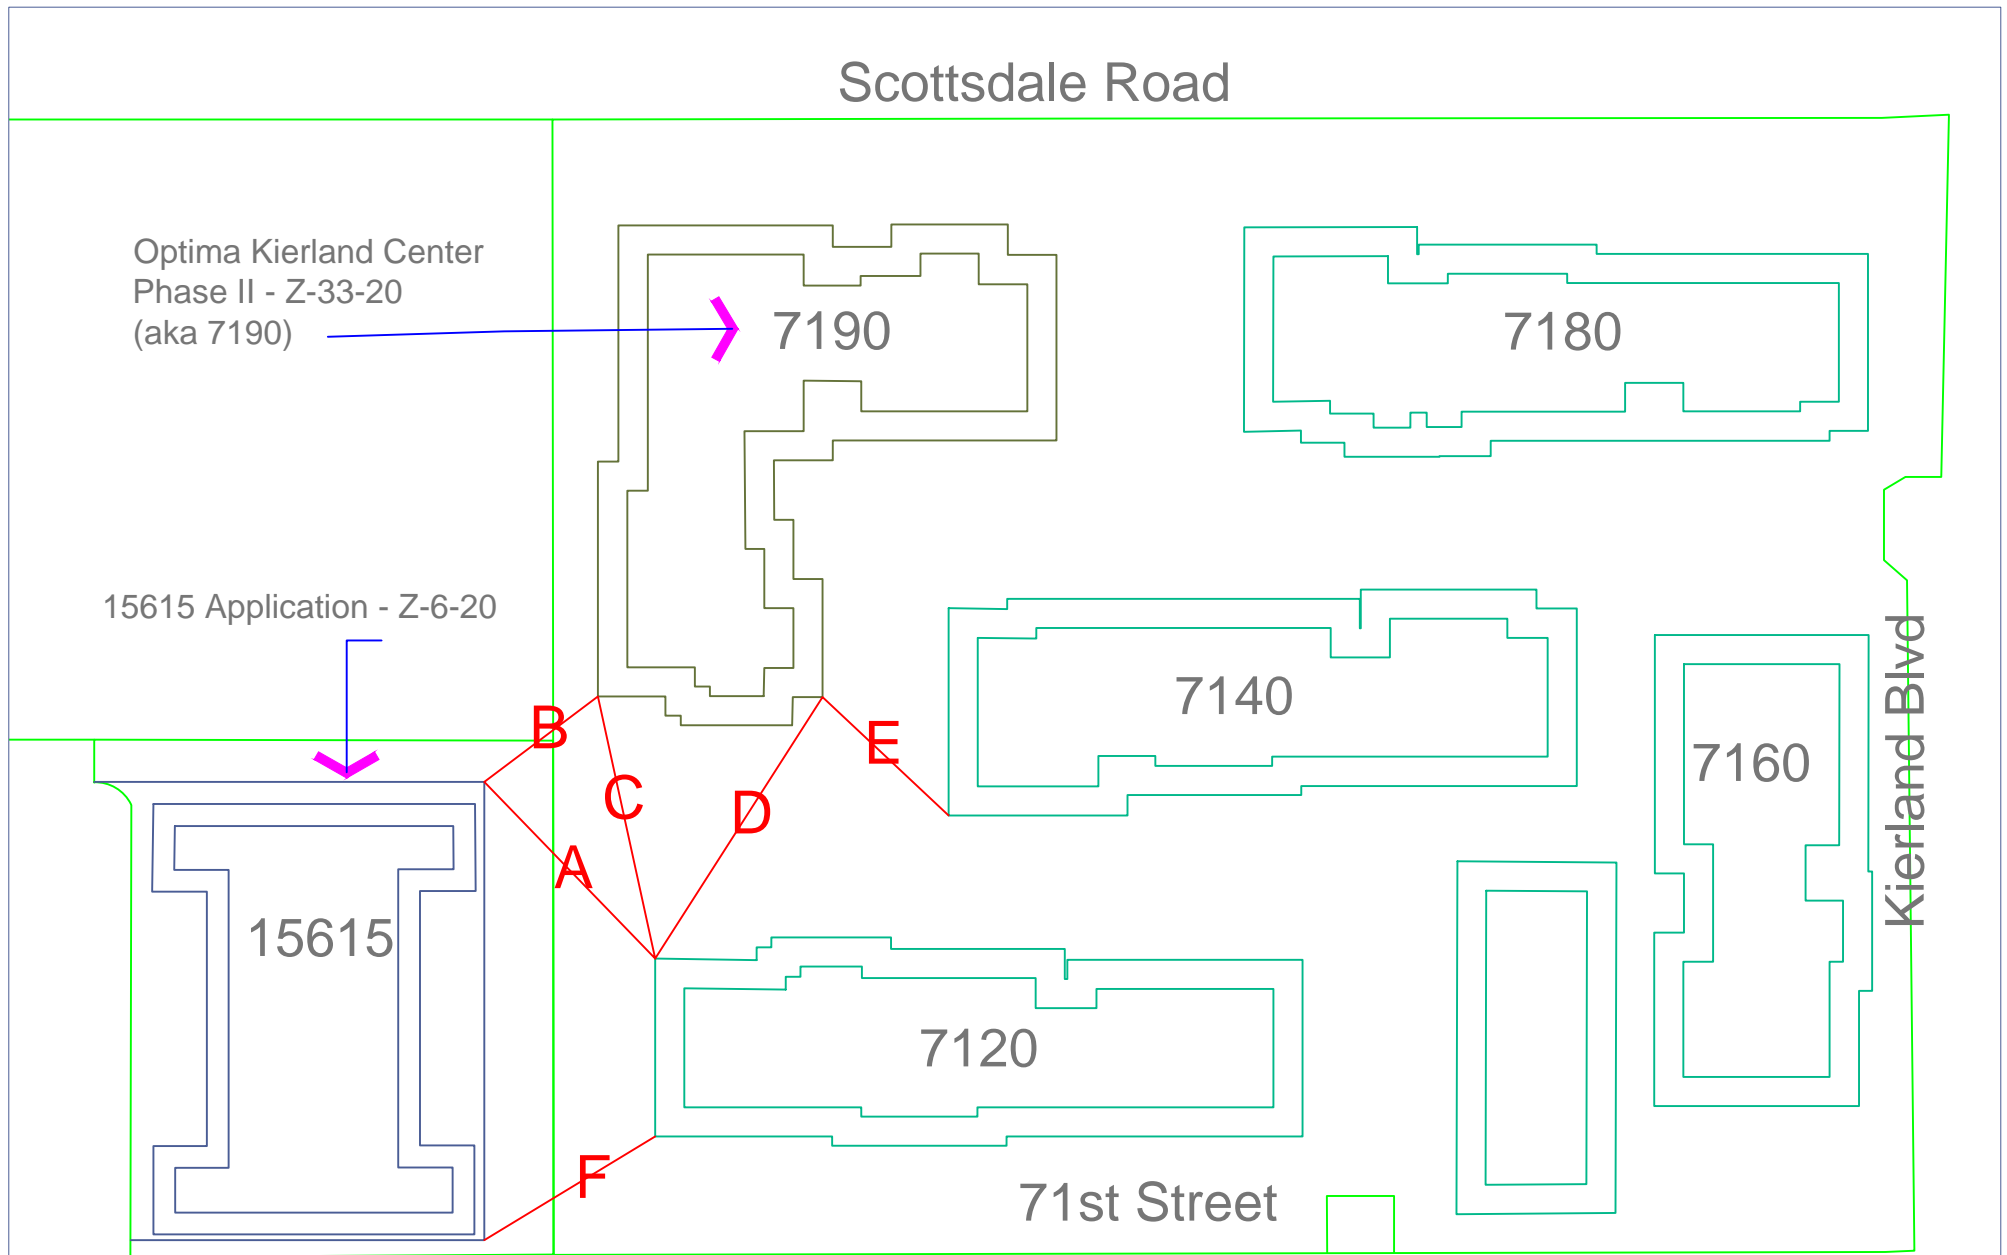 Scottsdale Road
Optima Kierland Center
Phase II - Z-33-20
(aka 7190)
7190
7180
15615 Application - Z-6-20
7140
7160
Kierland Blvd
B
E
C
D
A
15615
7120
F
71st Street